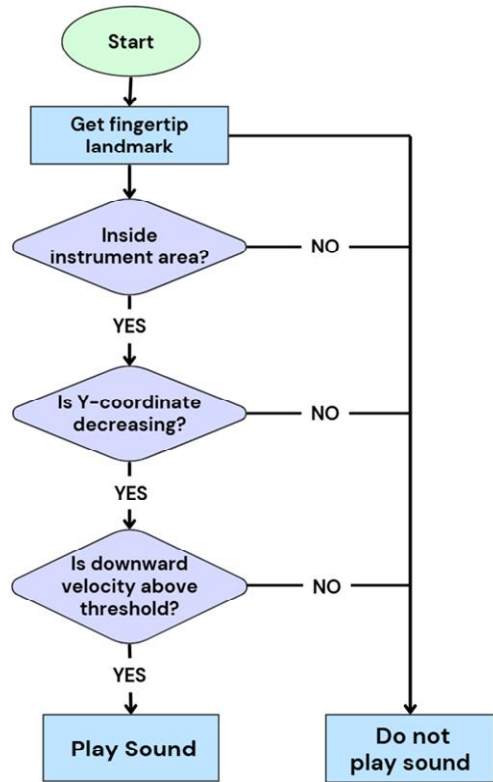 Start
Get fingertip
landmark
Inside
instrument area?
NO
YES
Is Y-coordinate
decreasing?
NO
YES
Is downward
velocity above
threshold?
NO
YES
Play Sound
Do not
play sound